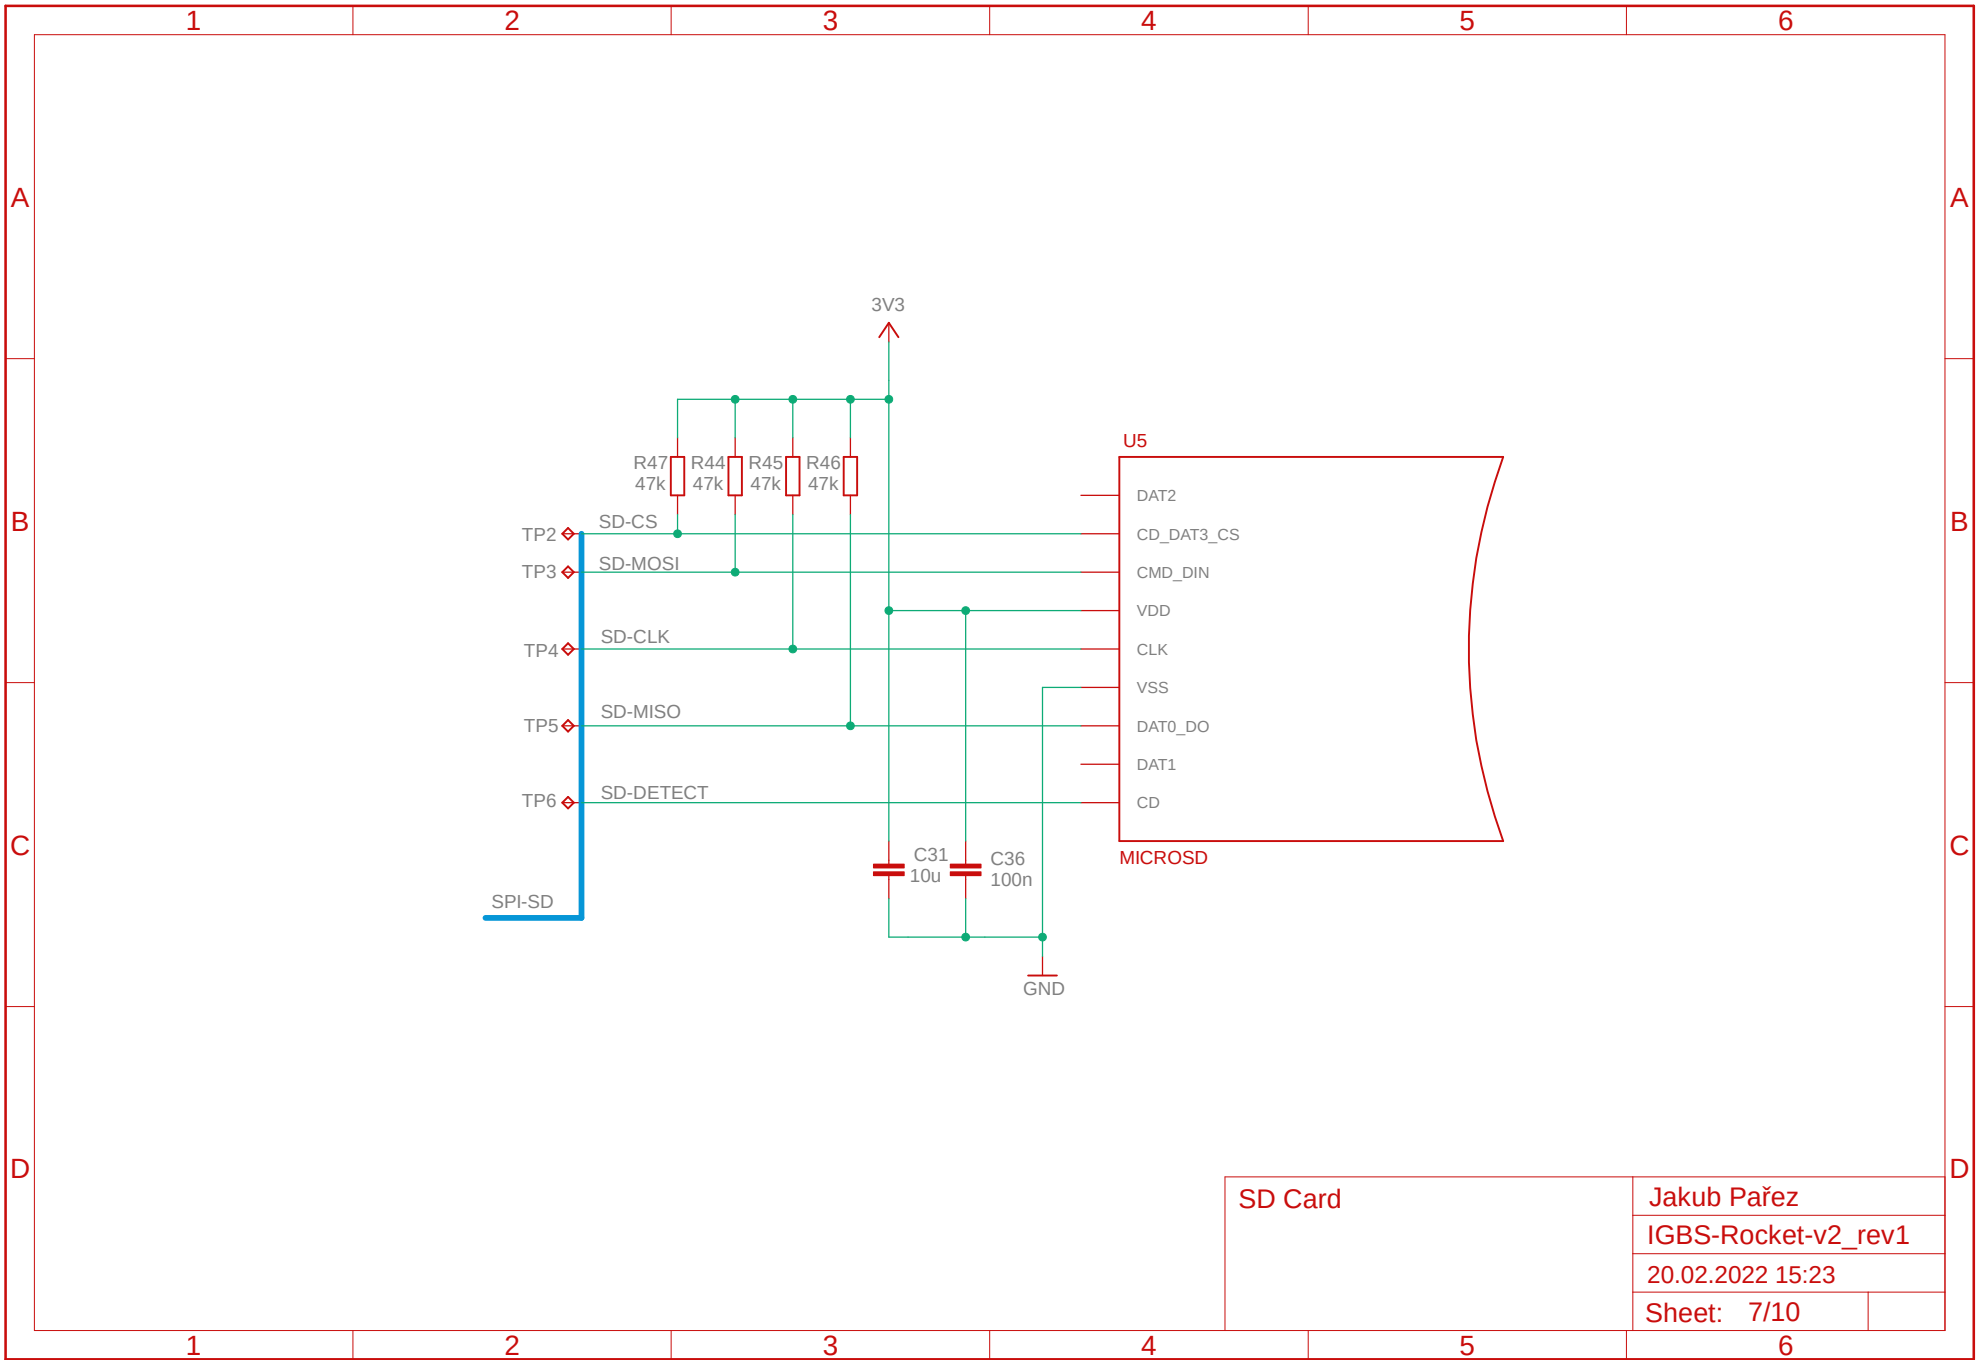 1 2 3 4 5 6
A A
3V3
U5
R47 R44 R45 R46
47k 47k 47k 47k
DAT2
B B
TP2 SD-CS CD_DAT3_CS
TP3 SD-MOSI CMD_DIN
VDD
TP4 SD-CLK CLK
VSS
TP5 SD-MISO DAT0_DO
DAT1
TP6 SD-DETECT CD
C C
C31 C36
10u 100n
MICROSD
SPI-SD
GND
D D
SD Card
Jakub Pařez
IGBS-Rocket-v2_rev1
20.02.2022 15:23
Sheet: 7/10
1 2 3 4 5 6